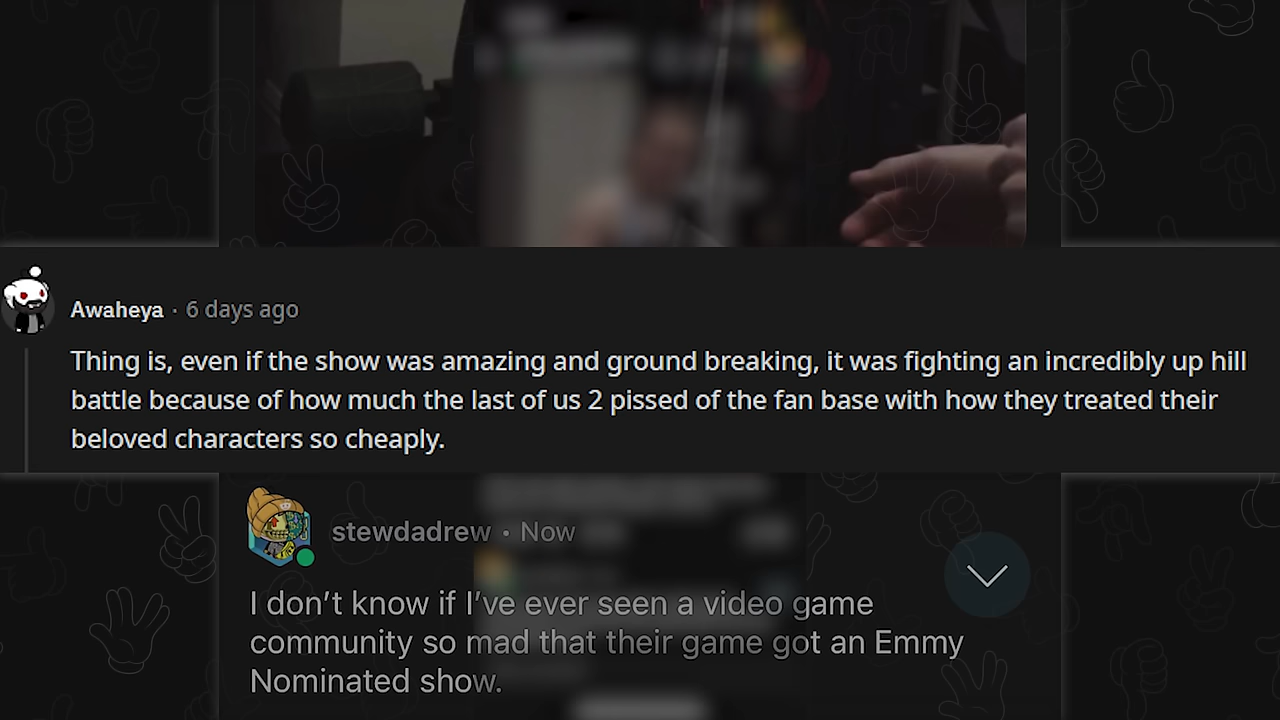 Awaheya · 6 days ago
Thing is, even if the show was amazing and ground breaking, it was fighting an incredibly up hill
battle because of how much the last of us 2 pissed of the fan base with how they treated their
beloved characters so cheaply.
stewdadrew · Now
I don’t know if I’ve ever seen a video game
community so mad that their game got an Emmy
Nominated show.